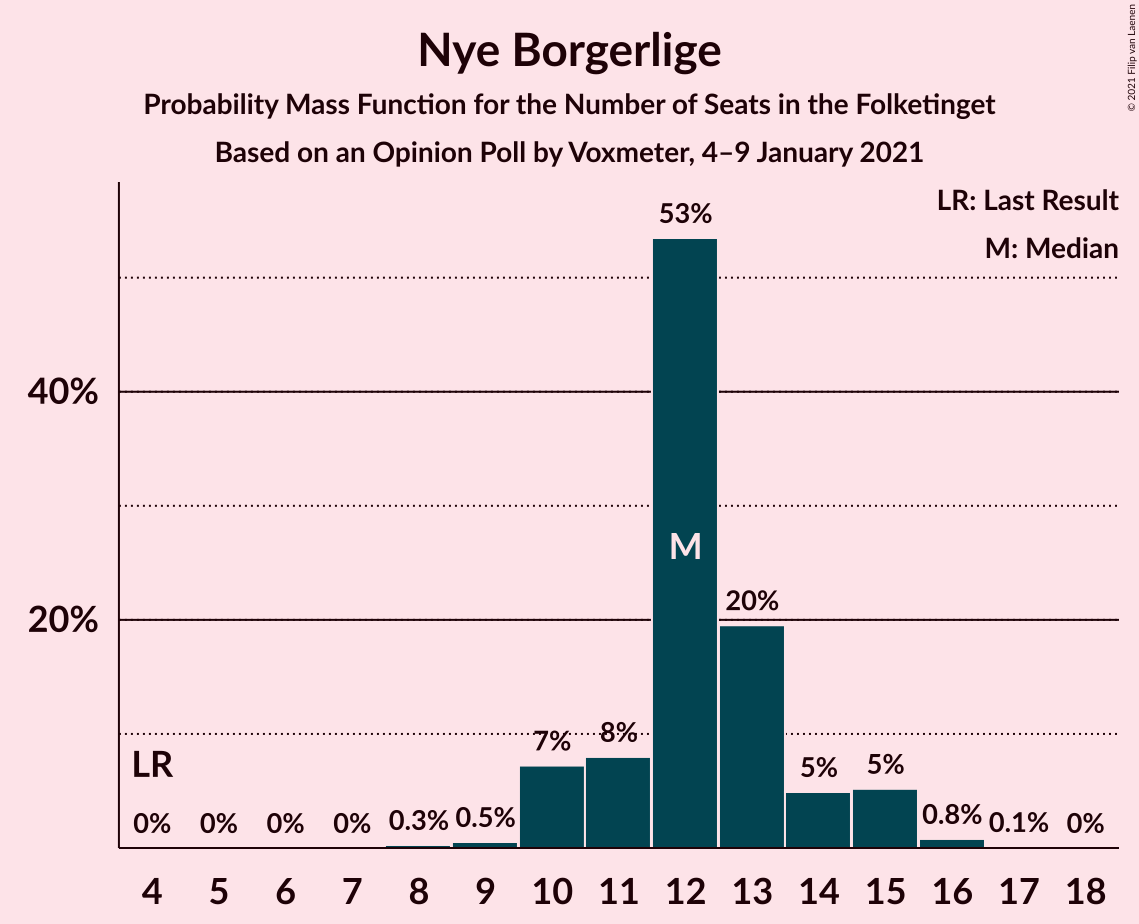 Nye Borgerlige
Probability Mass Function for the Number of Seats in the Folketinget
Based on an Opinion Poll by Voxmeter, 4–9 January 2021
© 2021 Filip van Laenen
LR: Last Result
M: Median
40%
20%
LR
M
0%
0%
0%
0%
0.3%
0.5%
7%
8%
53%
20%
5%
5%
0.8%
0.1%
0%
4 5 6 7 8 9 10 11 12 13 14 15 16 17 18